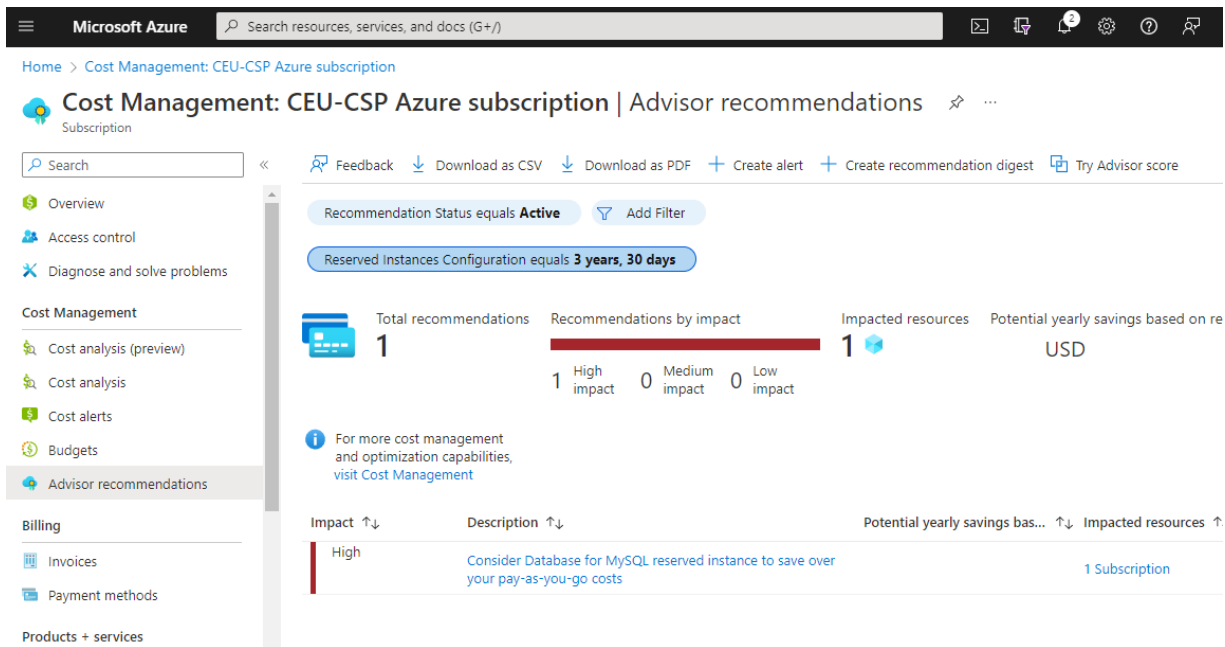 Microsoft Azure
Search resources, services, and docs (G+/)
2
Home > Cost Management: CEU-CSP Azure subscription
Cost Management: CEU-CSP Azure subscription | Advisor recommendations
Subscription
Search
«
Feedback
Download as CSV
Download as PDF
Create alert
Create recommendation digest
Try Advisor score
Overview
Access control
Diagnose and solve problems
Cost Management
Cost analysis (preview)
Cost analysis
Cost alerts
Budgets
Advisor recommendations
Billing
Invoices
Payment methods
Products + services
Recommendation Status equals Active
Add Filter
Reserved Instances Configuration equals 3 years, 30 days
Total recommendations
1
Recommendations by impact
1 High impact
0 Medium impact
0 Low impact
Impacted resources
1
Potential yearly savings based on re
USD
For more cost management
and optimization capabilities,
visit Cost Management
Impact ↑↓ Description ↑↓ Potential yearly savings bas... ↑↓ Impacted resources ↑
High
Consider Database for MySQL reserved instance to save over
your pay-as-you-go costs
1 Subscription